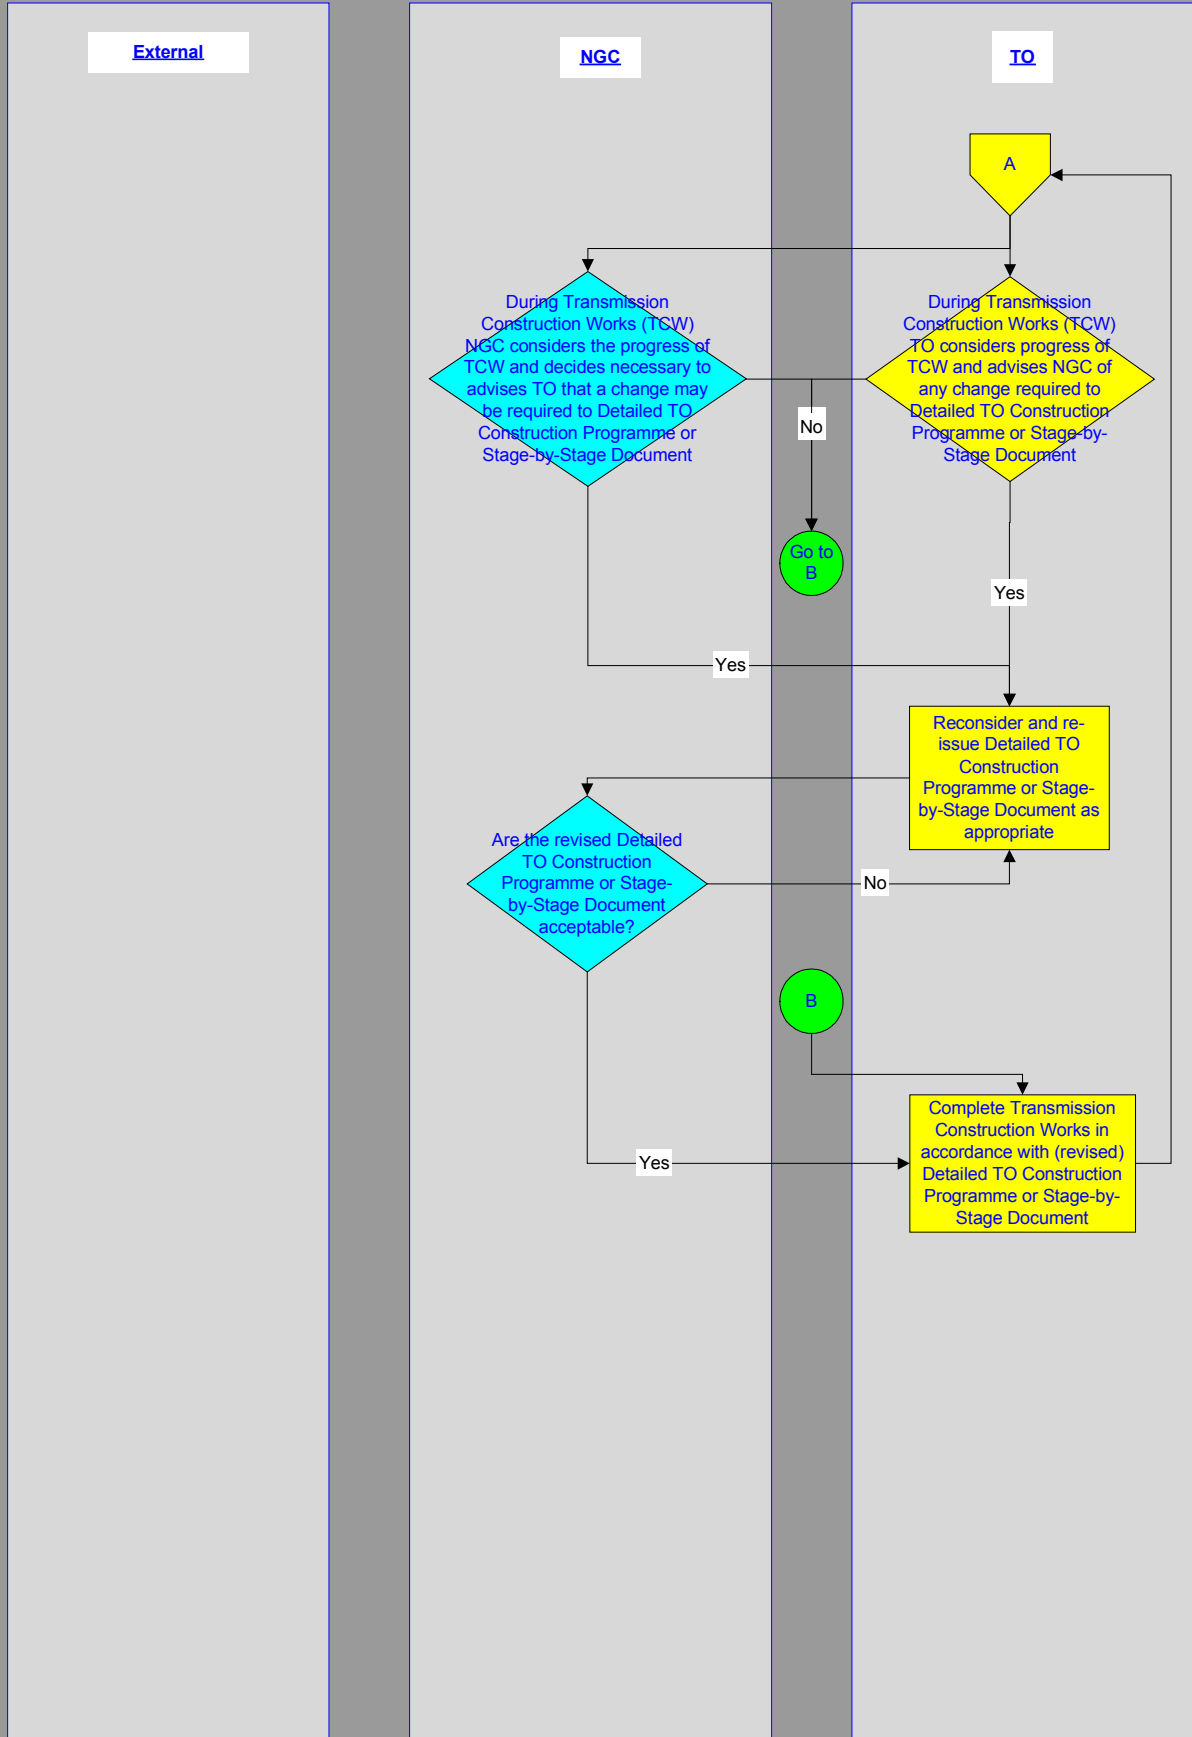 External
NGC
TO
A
During Transmission
Construction Works (TCW)
NGC considers the progress of
TCW and decides necessary to
advises TO that a change may
be required to Detailed TO
Construction Programme or
Stage-by-Stage Document
During Transmission
Construction Works (TCW)
TO considers progress of
TCW and advises NGC of
any change required to
Detailed TO Construction
Programme or Stage-by-
Stage Document
No
Go to
B
Yes
Yes
Reconsider and re-
issue Detailed TO
Construction
Programme or Stage-
by-Stage Document as
appropriate
Are the revised Detailed
TO Construction
Programme or Stage-
by-Stage Document
acceptable?
No
B
Complete Transmission
Construction Works in
accordance with (revised)
Detailed TO Construction
Programme or Stage-by-
Stage Document
Yes